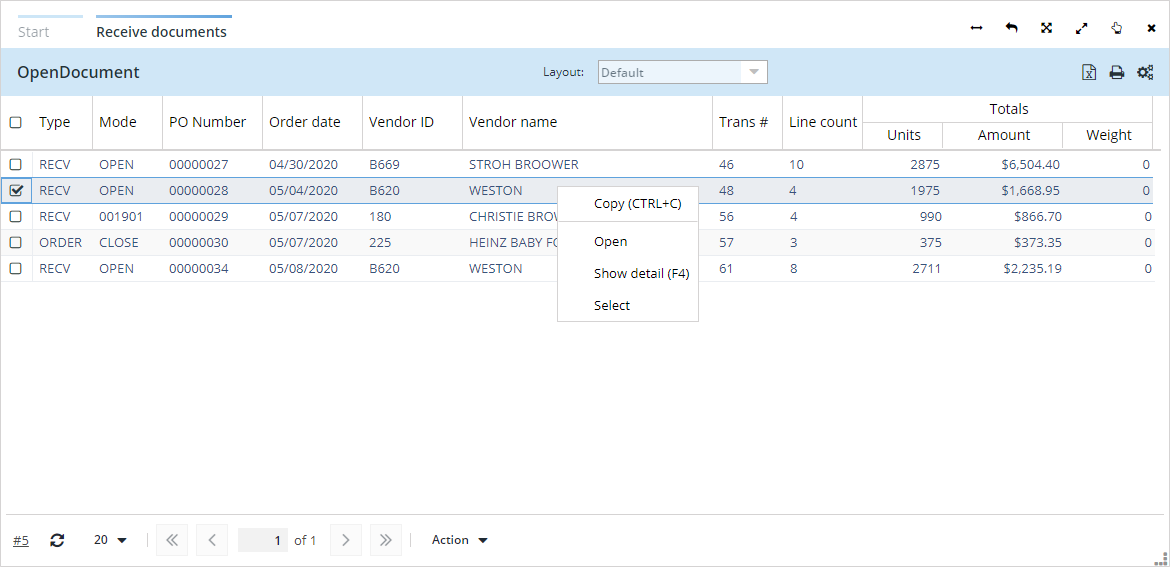 Start Receive documents
OpenDocument Layout: Default
Type Mode PO Number Order date Vendor ID Vendor name Trans # Line count Totals
Units Amount Weight
RECV OPEN 00000027 04/30/2020 B669 STROH BROOWER 46 10 2875 $6,504.40 0
RECV OPEN 00000028 05/04/2020 B620 WESTON 48 4 1975 $1,668.95 0
RECV 001901 00000029 05/07/2020 180 CHRISTIE BROW 56 4 990 $866.70 0
ORDER CLOSE 00000030 05/07/2020 225 HEINZ BABY FO 57 3 375 $373.35 0
RECV OPEN 00000034 05/08/2020 B620 WESTON 61 8 2711 $2,235.19 0
Copy (CTRL+C)
Open
Show detail (F4)
Select
#5 20 1 of 1 Action